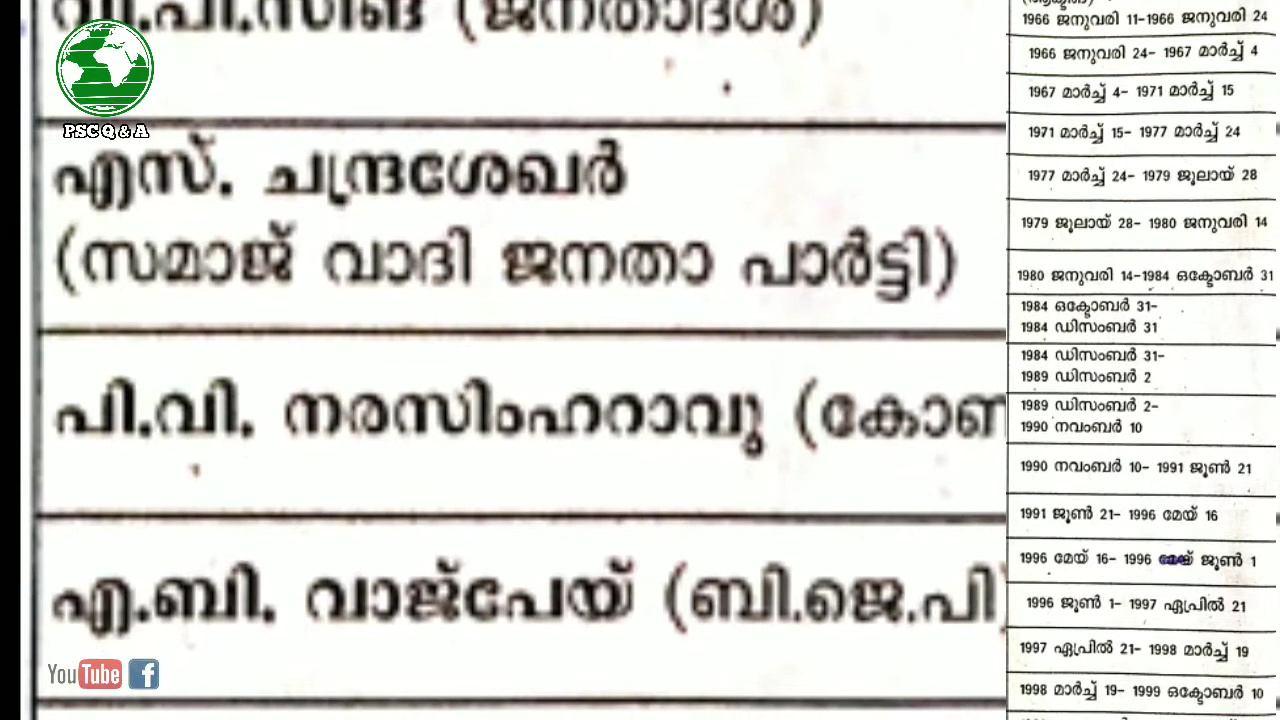 വി.പി.സിങ് (ജനതാദൾ)
PSC Q & A
എസ്. ചന്ദ്രശേഖർ
(സമാജ് വാദി ജനതാ പാർട്ടി)
പി.വി. നരസിംഹറാവു
എ.ബി. വാജ്പേയ് (ബി.ജെ.പി)
YouTube f
1966 ജനുവരി 11-1966 ജനുവരി 24
1966 ജനുവരി 24- 1967 മാർച്ച് 4
1967 മാർച്ച് 4- 1971 മാർച്ച് 15
1971 മാർച്ച് 15- 1977 മാർച്ച് 24
1977 മാർച്ച് 24- 1979 ജൂലായ് 28
1979 ജൂലായ് 28- 1980 ജനുവരി 14
1980 ജനുവരി 14-1984 ഒക്ടോബർ 31
1984 ഒക്ടോബർ 31-
1984 ഡിസംബർ 31
1984 ഡിസംബർ 31-
1989 ഡിസംബർ 2
1989 ഡിസംബർ 2-
1990 നവംബർ 10
1990 നവംബർ 10- 1991 ജൂൺ 21
1991 ജൂൺ 21- 1996 മേയ് 16
1996 മേയ് 16- 1996 ജൂൺ 1
1996 ജൂൺ 1- 1997 ഏപ്രിൽ 21
1997 ഏപ്രിൽ 21- 1998 മാർച്ച് 19
1998 മാർച്ച് 19- 1999 ഒക്ടോബർ 10